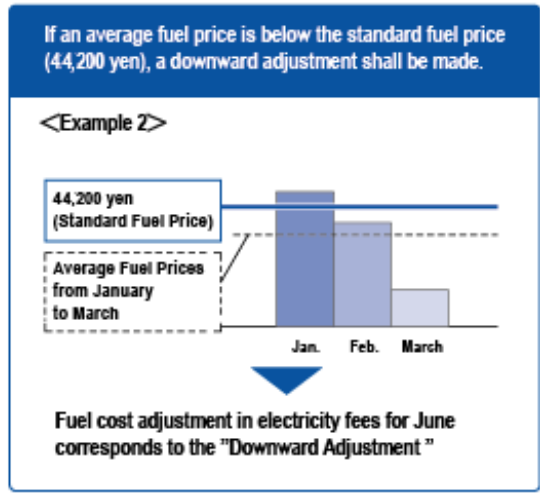 If an average fuel price is below the standard fuel price
(44,200 yen), a downward adjustment shall be made.
<Example 2>
44,200 yen
(Standard Fuel Price)
Average Fuel Prices
from January
to March
Jan.
Feb.
March
Fuel cost adjustment in electricity fees for June
corresponds to the ”Downward Adjustment ”